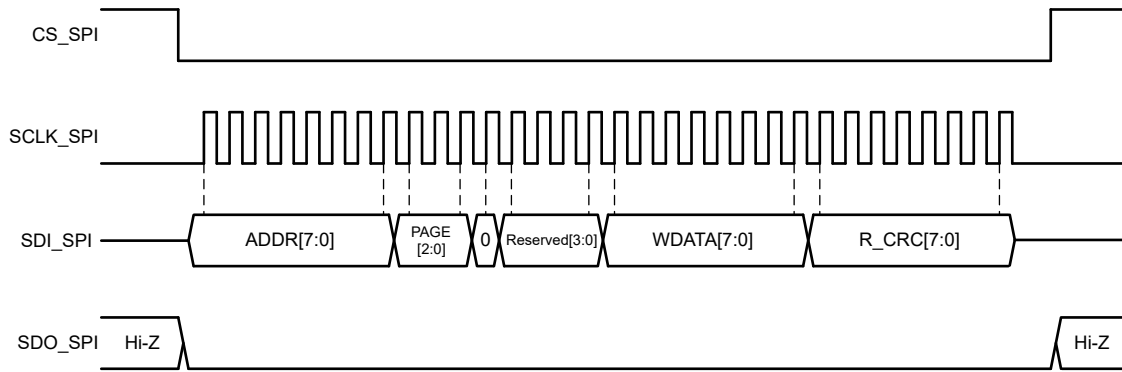 CS_SPI
SCLK_SPI
SDI_SPI
ADDR[7:0]
PAGE
[2:0]
0
Reserved[3:0]
WDATA[7:0]
R_CRC[7:0]
SDO_SPI
Hi-Z
Hi-Z